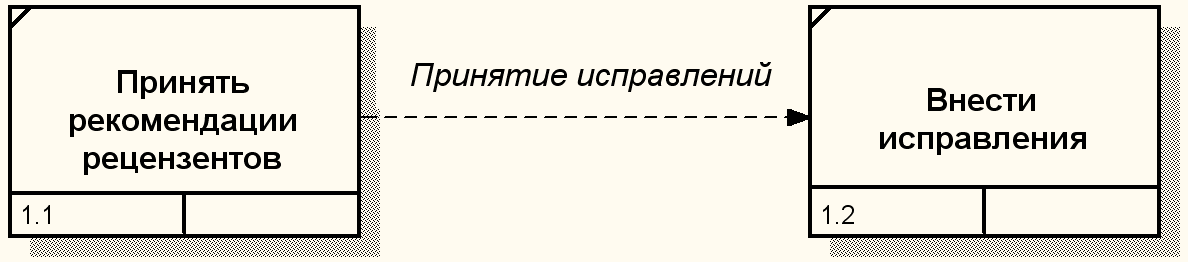 Принять
рекомендации
рецензентов
1.1
Принятие исправлений
Внести
исправления
1.2